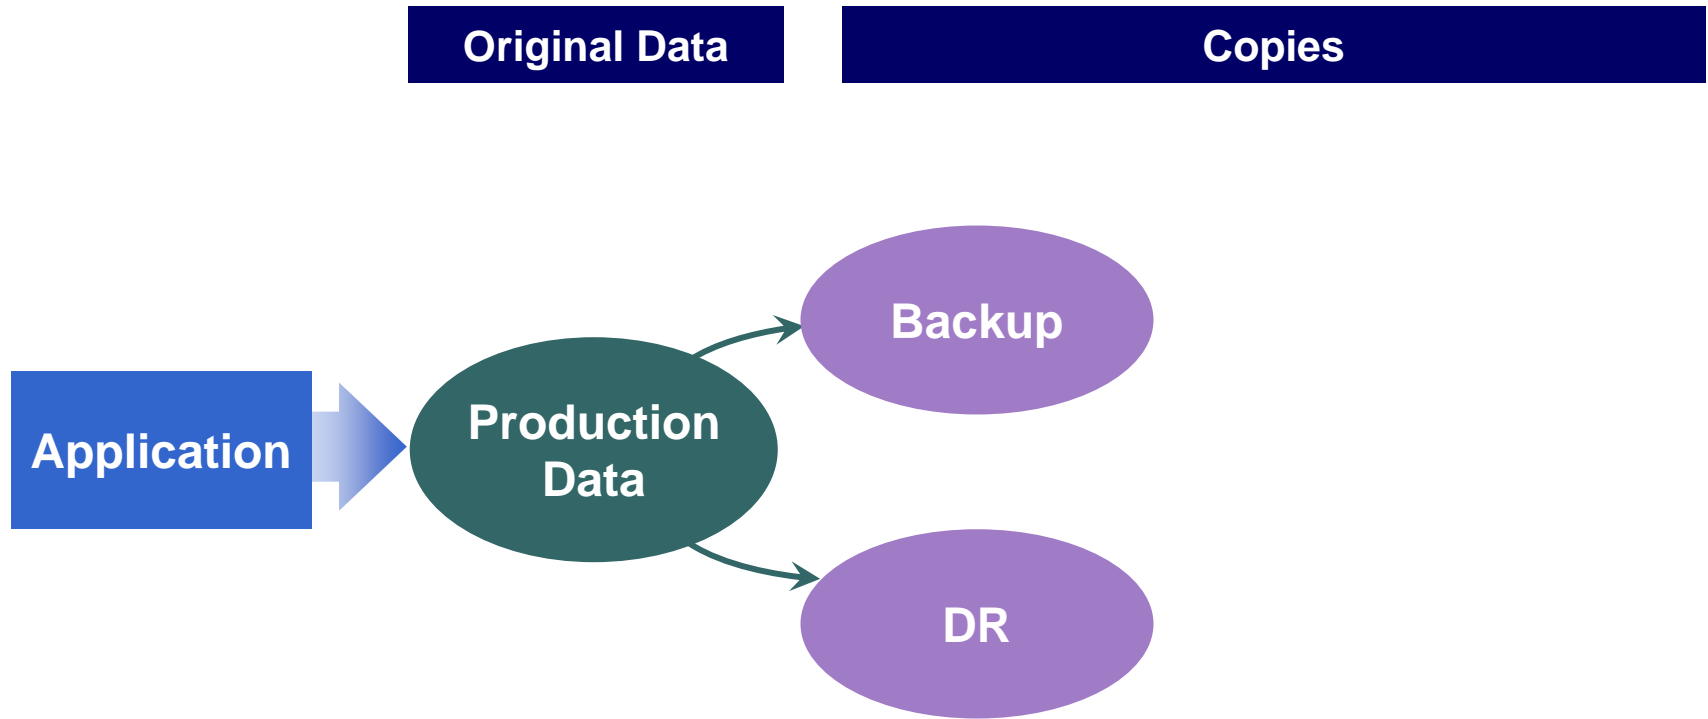 Original Data
Copies
Backup
Application
Production
Data
DR